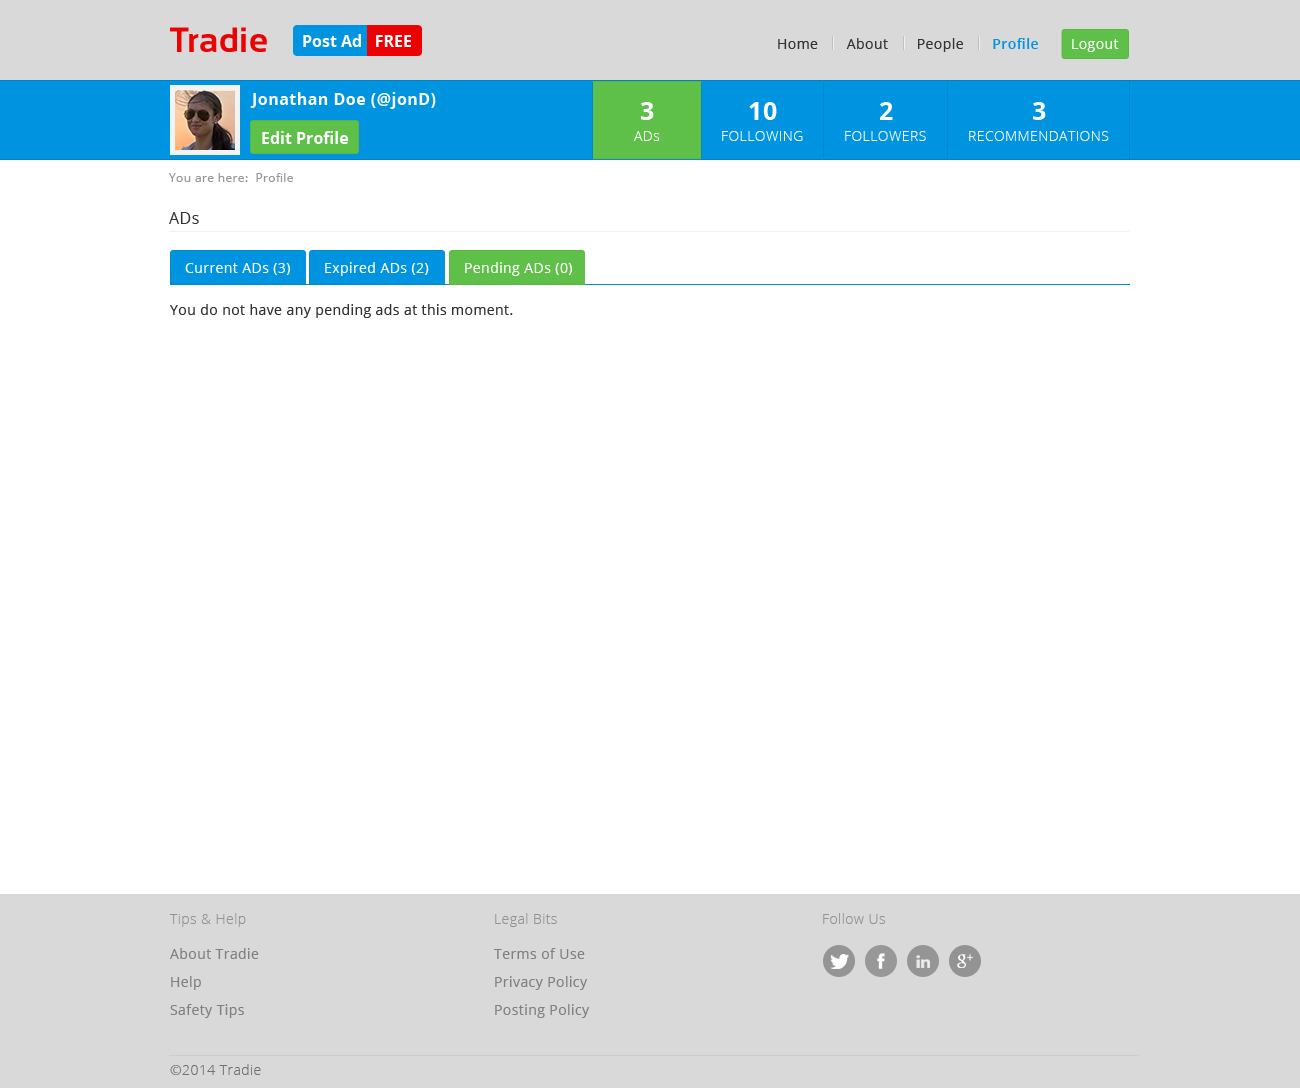 Tradie
Post Ad FREE
Home About People Profile Logout
Jonathan Doe (@jonD)
Edit Profile
3
ADs
10
FOLLOWING
2
FOLLOWERS
3
RECOMMENDATIONS
You are here: Profile
ADs
Current ADs (3) Expired ADs (2) Pending ADs (0)
You do not have any pending ads at this moment.
Tips & Help
About Tradie
Help
Safety Tips
Legal Bits
Terms of Use
Privacy Policy
Posting Policy
Follow Us
f in g+
©2014 Tradie